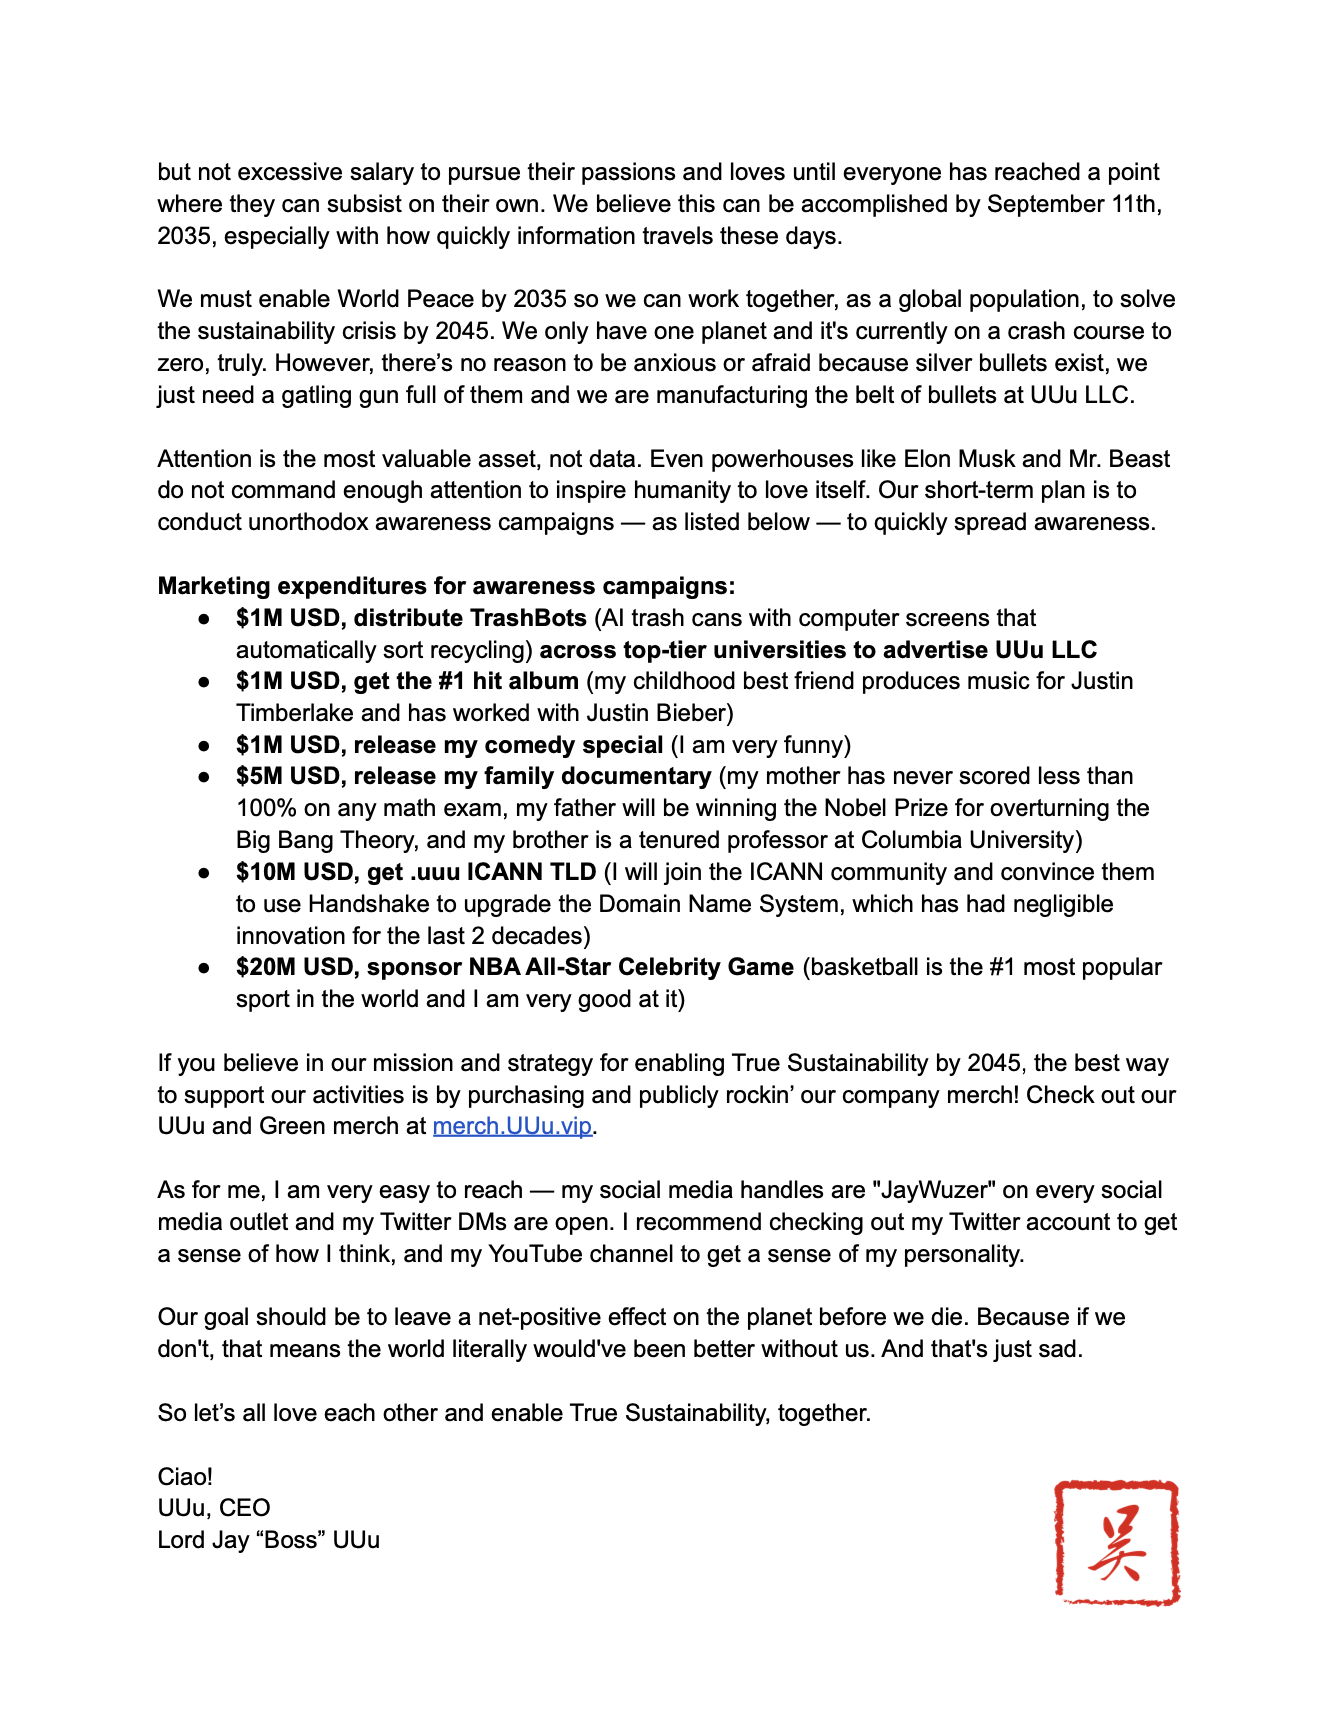 but not excessive salary to pursue their passions and loves until everyone has reached a point
where they can subsist on their own. We believe this can be accomplished by September 11th,
2035, especially with how quickly information travels these days.
We must enable World Peace by 2035 so we can work together, as a global population, to solve
the sustainability crisis by 2045. We only have one planet and it's currently on a crash course to
zero, truly. However, there’s no reason to be anxious or afraid because silver bullets exist, we
just need a gatling gun full of them and we are manufacturing the belt of bullets at UUu LLC.
Attention is the most valuable asset, not data. Even powerhouses like Elon Musk and Mr. Beast
do not command enough attention to inspire humanity to love itself. Our short-term plan is to
conduct unorthodox awareness campaigns — as listed below — to quickly spread awareness.
Marketing expenditures for awareness campaigns:
● $1M USD, distribute TrashBots (AI trash cans with computer screens that
automatically sort recycling) across top-tier universities to advertise UUu LLC
● $1M USD, get the #1 hit album (my childhood best friend produces music for Justin
Timberlake and has worked with Justin Bieber)
● $1M USD, release my comedy special (I am very funny)
● $5M USD, release my family documentary (my mother has never scored less than
100% on any math exam, my father will be winning the Nobel Prize for overturning the
Big Bang Theory, and my brother is a tenured professor at Columbia University)
● $10M USD, get .uuu ICANN TLD (I will join the ICANN community and convince them
to use Handshake to upgrade the Domain Name System, which has had negligible
innovation for the last 2 decades)
● $20M USD, sponsor NBA All-Star Celebrity Game (basketball is the #1 most popular
sport in the world and I am very good at it)
If you believe in our mission and strategy for enabling True Sustainability by 2045, the best way
to support our activities is by purchasing and publicly rockin’ our company merch! Check out our
UUu and Green merch at merch.UUu.vip.
As for me, I am very easy to reach — my social media handles are "JayWuzer" on every social
media outlet and my Twitter DMs are open. I recommend checking out my Twitter account to get
a sense of how I think, and my YouTube channel to get a sense of my personality.
Our goal should be to leave a net-positive effect on the planet before we die. Because if we
don't, that means the world literally would've been better without us. And that's just sad.
So let’s all love each other and enable True Sustainability, together.
Ciao!
UUu, CEO
Lord Jay “Boss” UUu
吴